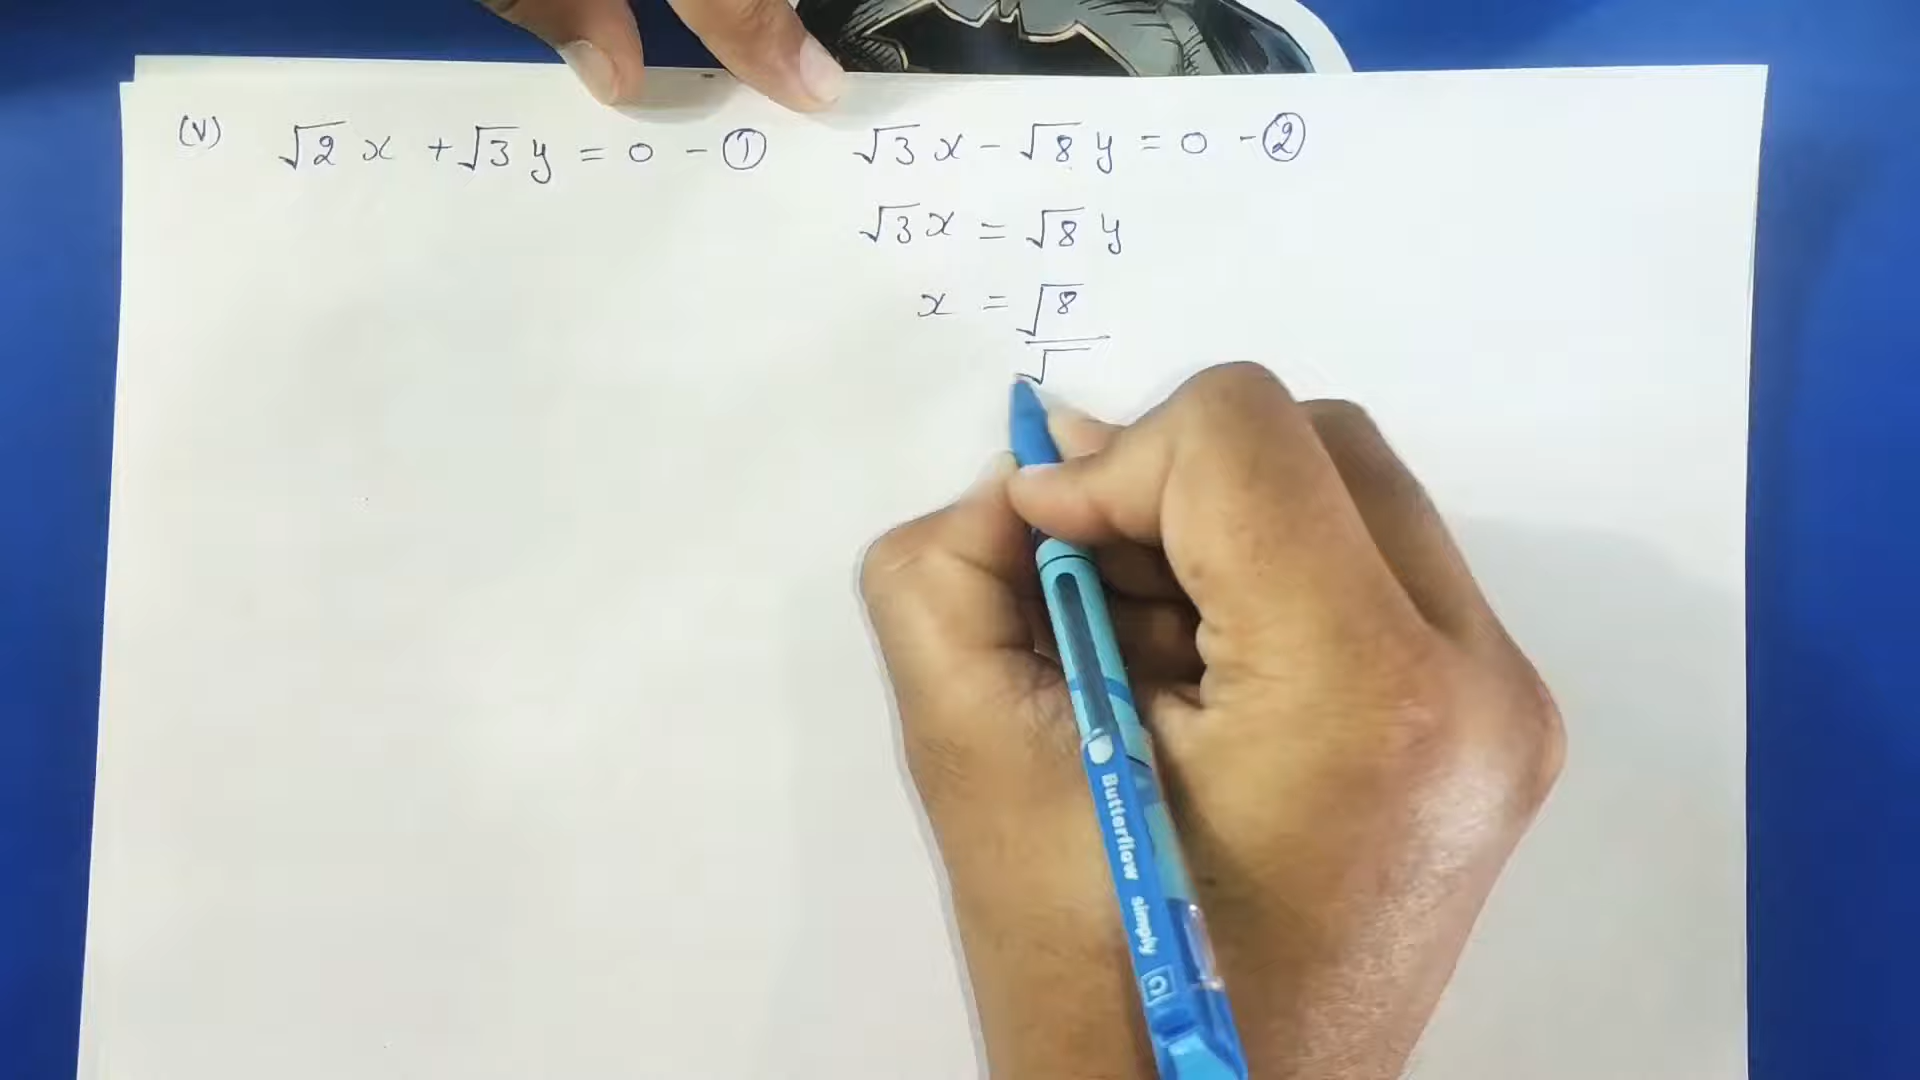 (V) √2 x + √3 y = 0 - ① √3 x - √8 y = 0 - ②
√3 x = √8 y
x = √8
√
Butterflow simply